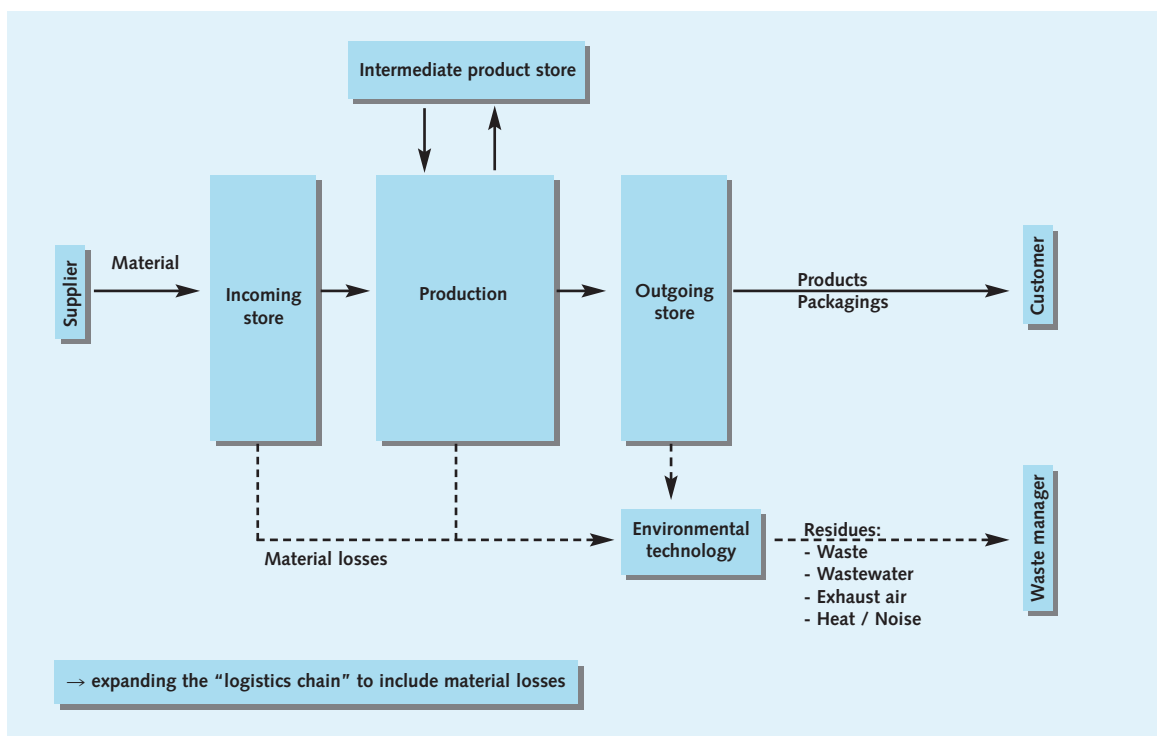 Intermediate product store
Supplier
Material
Incoming
store
Production
Outgoing
store
Products
Packagings
Customer
Material losses
Environmental
technology
Residues:
- Waste
- Wastewater
- Exhaust air
- Heat / Noise
Waste manager
→ expanding the “logistics chain” to include material losses